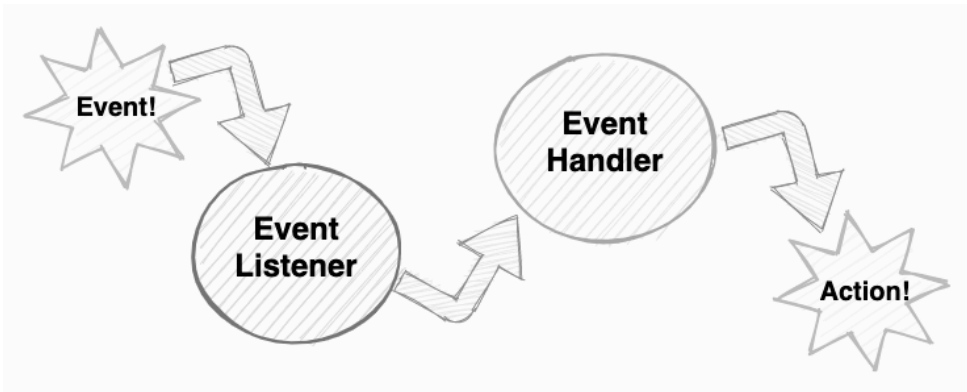 Event!
Event
Listener
Event
Handler
Action!